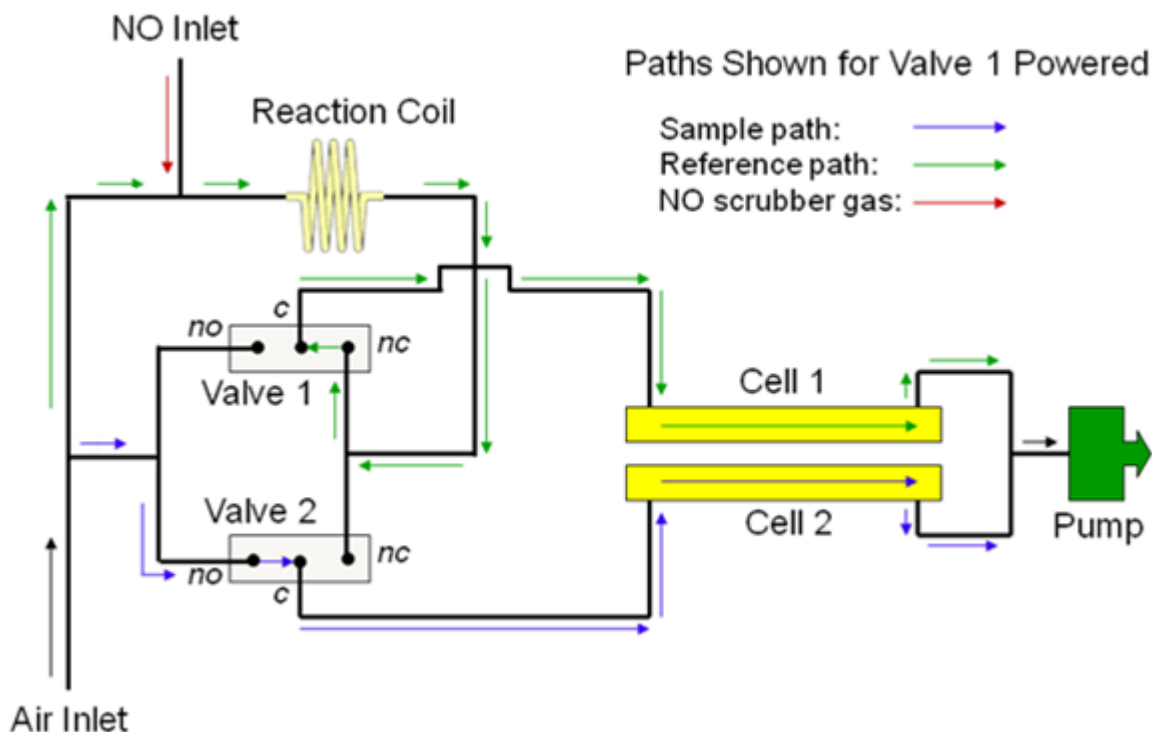 NO Inlet
Paths Shown for Valve 1 Powered
Reaction Coil
Sample path:
Reference path:
NO scrubber gas:
c
no
nc
Valve 1
Cell 1
Valve 2
Cell 2
Pump
no
nc
c
Air Inlet